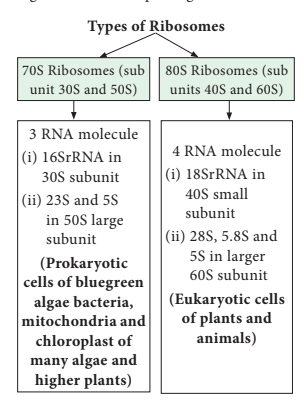 Types of Ribosomes
70S Ribosomes (sub
unit 30S and 50S)
3 RNA molecule
(i) 16SrRNA in
30S subunit
(ii) 23S and 5S
in 50S large
subunit
(Prokaryotic
cells of bluegreen
algae bacteria,
mitochondria and
chloroplast of
many algae and
higher plants)
80S Ribosomes (sub
units 40S and 60S)
4 RNA molecule
(i) 18SrRNA in
40S small
subunit
(ii) 28S, 5.8S and
5S in larger
60S subunit
(Eukaryotic cells
of plants and
animals)